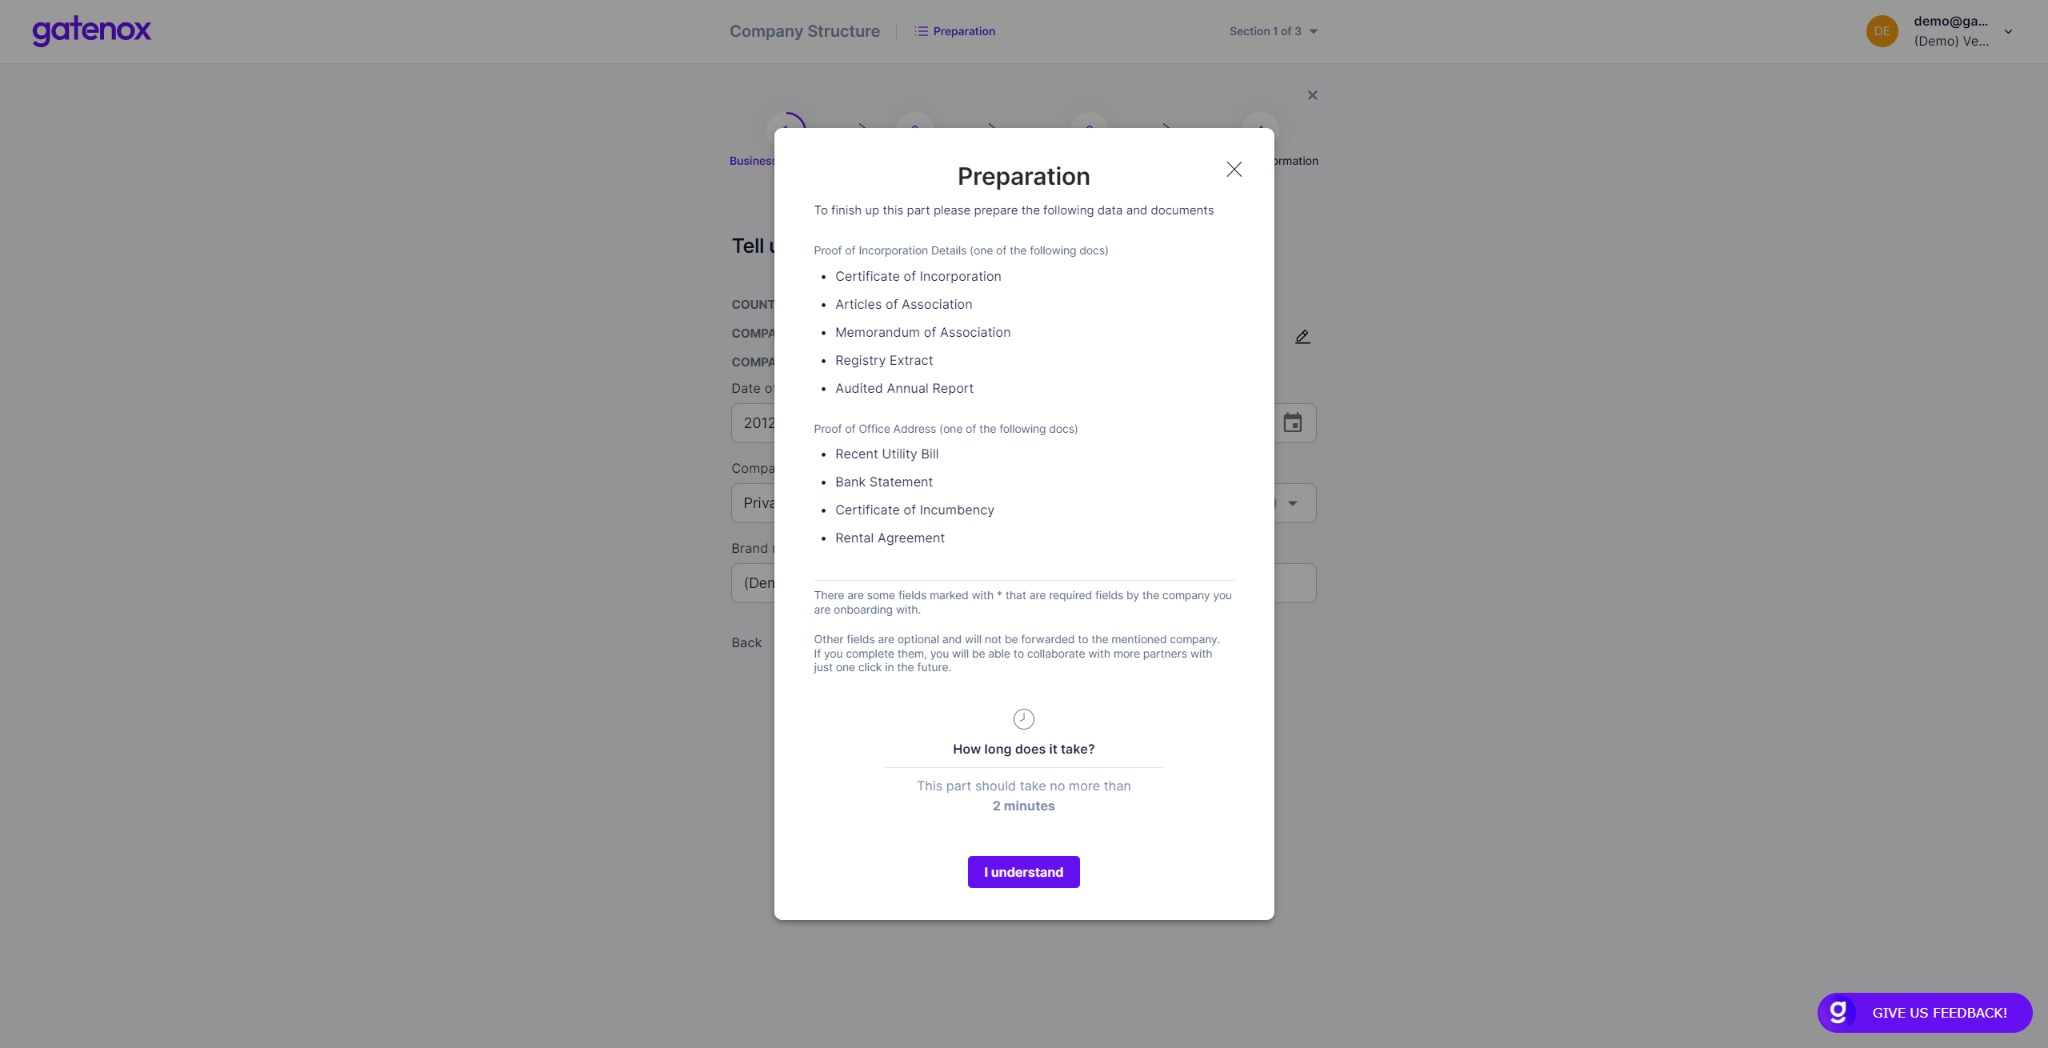 gatenox
Company Structure
Preparation
Section 1 of 3
DE
demo@ga...
(Demo) Ve...
Business
Preparation
To finish up this part please prepare the following data and documents
Proof of Incorporation Details (one of the following docs)
• Certificate of Incorporation
• Articles of Association
• Memorandum of Association
• Registry Extract
• Audited Annual Report
Proof of Office Address (one of the following docs)
• Recent Utility Bill
• Bank Statement
• Certificate of Incumbency
• Rental Agreement
There are some fields marked with * that are required fields by the company you
are onboarding with.
Other fields are optional and will not be forwarded to the mentioned company.
If you complete them, you will be able to collaborate with more partners with
just one click in the future.
How long does it take?
This part should take no more than
2 minutes
I understand
Tell
Date
2012
Brand
Back
g GIVE US FEEDBACK!